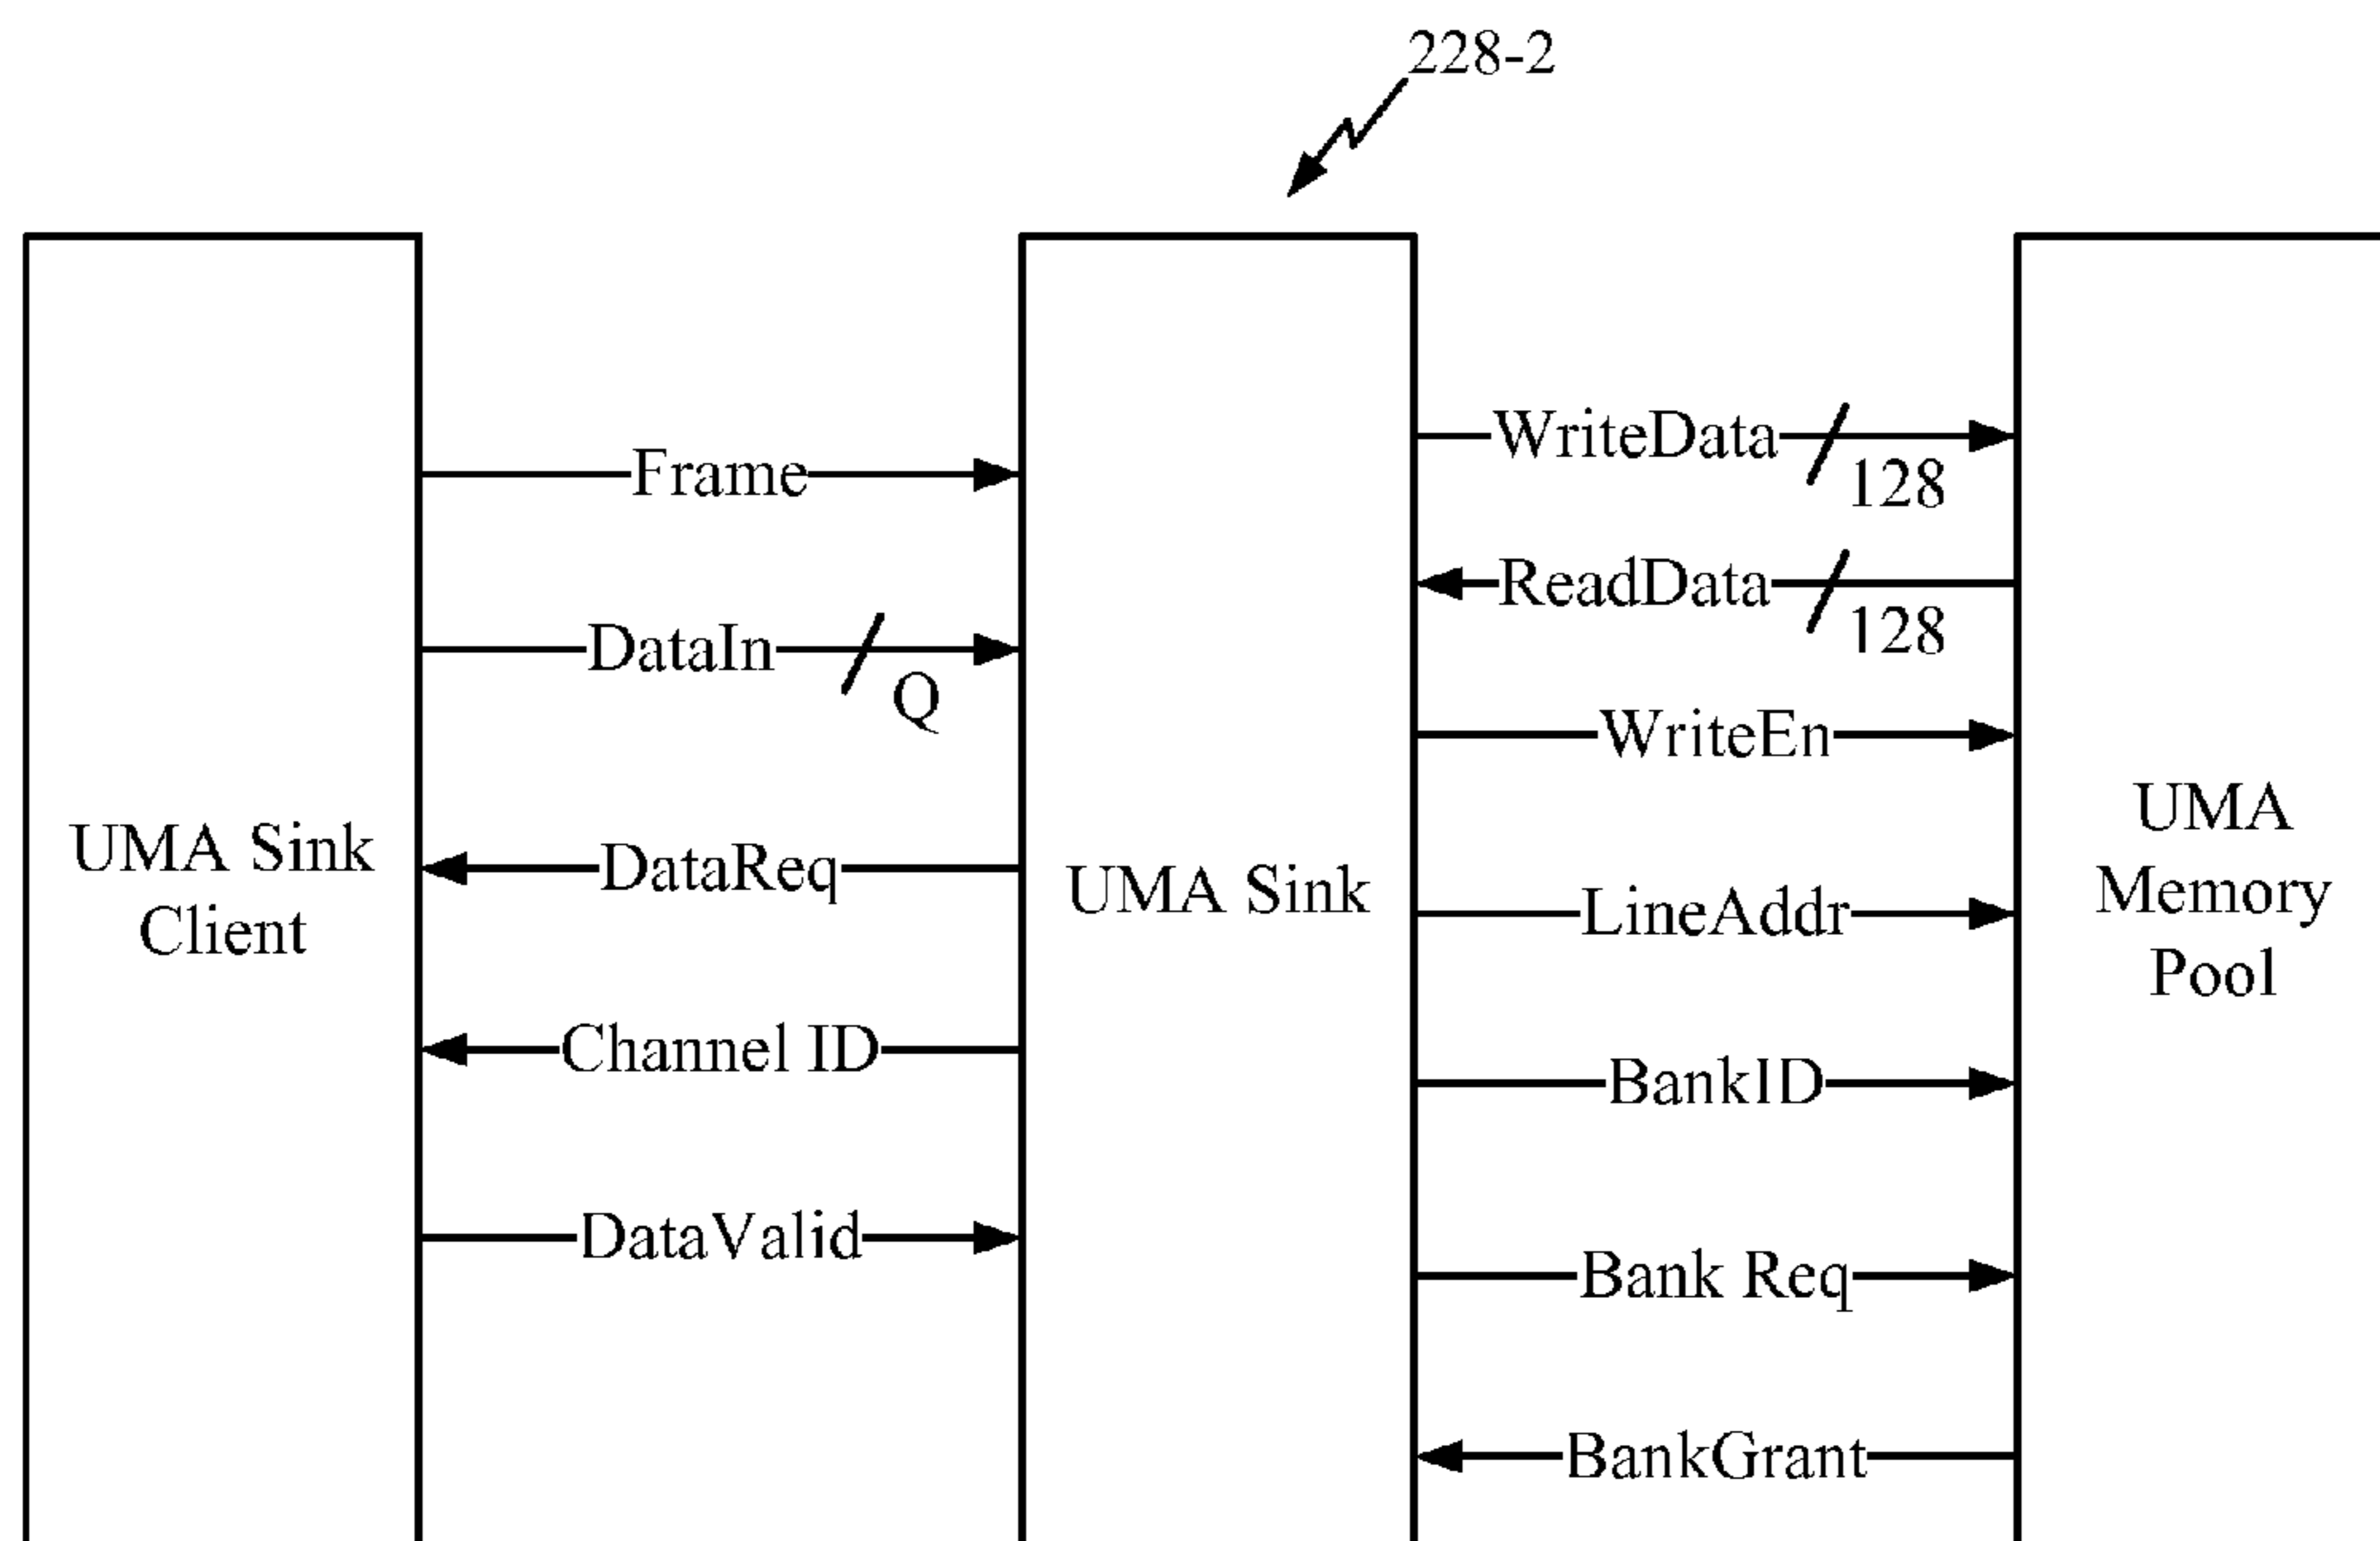 228-2
WriteData
128
Frame
ReadData
128
DataIn
Q
WriteEn
UMA Sink
Client
DataReq
UMA Sink
LineAddr
UMA
Memory
Pool
Channel ID
BankID
DataValid
Bank Req
BankGrant